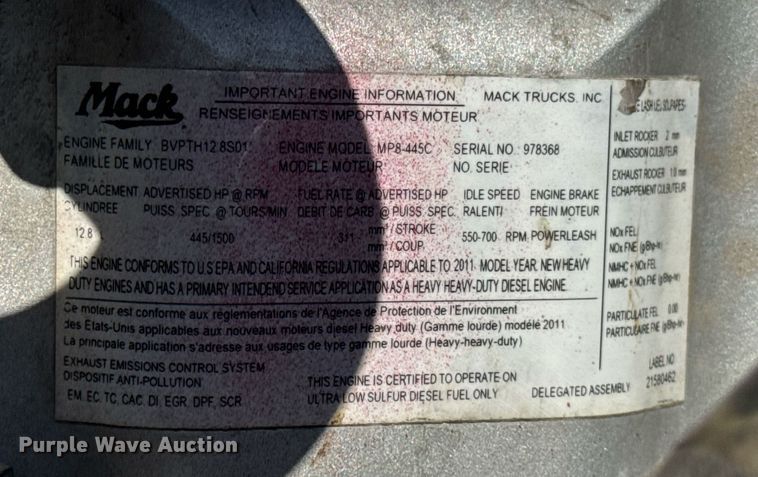 Mack
IMPORTANT ENGINE INFORMATION MACK TRUCKS, INC
RENSEIGNEMENTS IMPORTANTS MOTEUR
ENGINE FAMILY BVPTH12.8S01 ENGINE MODEL MP8-445C SERIAL NO. 978368
FAMILLE DE MOTEURS MODÈLE MOTEUR NO. SERIE
DISPLACEMENT ADVERTISED HP @ RPM FUEL RATE @ ADVERTISED HP IDLE SPEED ENGINE BRAKE
CYLINDREE PUISS. SPEC @ TOURS/MIN DEBIT DE CARB @ PUISS. SPEC. RALENTI FREIN MOTEUR
12.8 445/1500 mm³ / STROKE 550-700 RPM POWERLEASH
mm³ / COUP.
THIS ENGINE CONFORMS TO U.S EPA AND CALIFORNIA REGULATIONS APPLICABLE TO 2011 MODEL YEAR NEW HEAVY
DUTY ENGINES AND HAS A PRIMARY INTENDEND SERVICE APPLICATION AS A HEAVY HEAVY-DUTY DIESEL ENGINE.
Ce moteur est conforme aux réglementations de l'Agence de Protection de l'Environment
des Etats-Unis applicables aux nouveaux moteurs diesel Heavy duty (Gamme lourde) modèle 2011
La principale application s'adresse aux usages de type gamme lourde (Heavy-heavy-duty)
EXHAUST EMISSIONS CONTROL SYSTEM
DISPOSITIF ANTI-POLLUTION
EM, EC, TC, CAC, DI, EGR, DPF, SCR
THIS ENGINE IS CERTIFIED TO OPERATE ON
ULTRA LOW SULFUR DIESEL FUEL ONLY
DELEGATED ASSEMBLY
INLET ROCKER 2 mm
ADMISSION CULBUTEUR
EXHAUST ROCKER 1.0 mm
ECHAPPEMENT CULBUTEUR
NOx FEL
NOx FNE (g/Bhp-hr)
NMHC + NOx FEL
NMHC + NOx FNE (g/Bhp-hr)
PARTICULATE FEL 0.00
PARTICULAIRE FNE (g/Bhp-hr)
LABEL NO
21580462
Purple Wave Auction